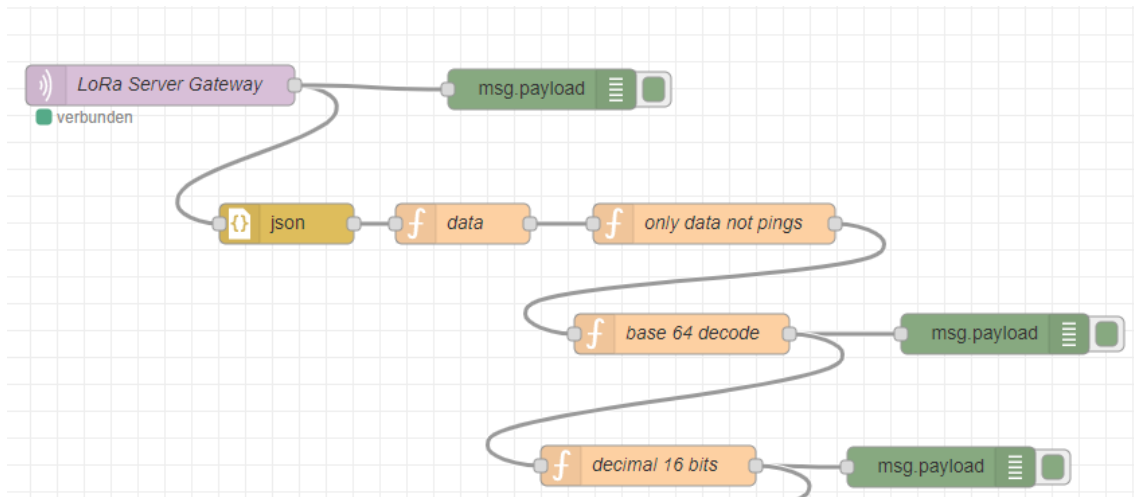 LoRa Server Gateway
msg.payload
verbunden
json
data
only data not pings
base 64 decode
msg.payload
decimal 16 bits
msg.payload